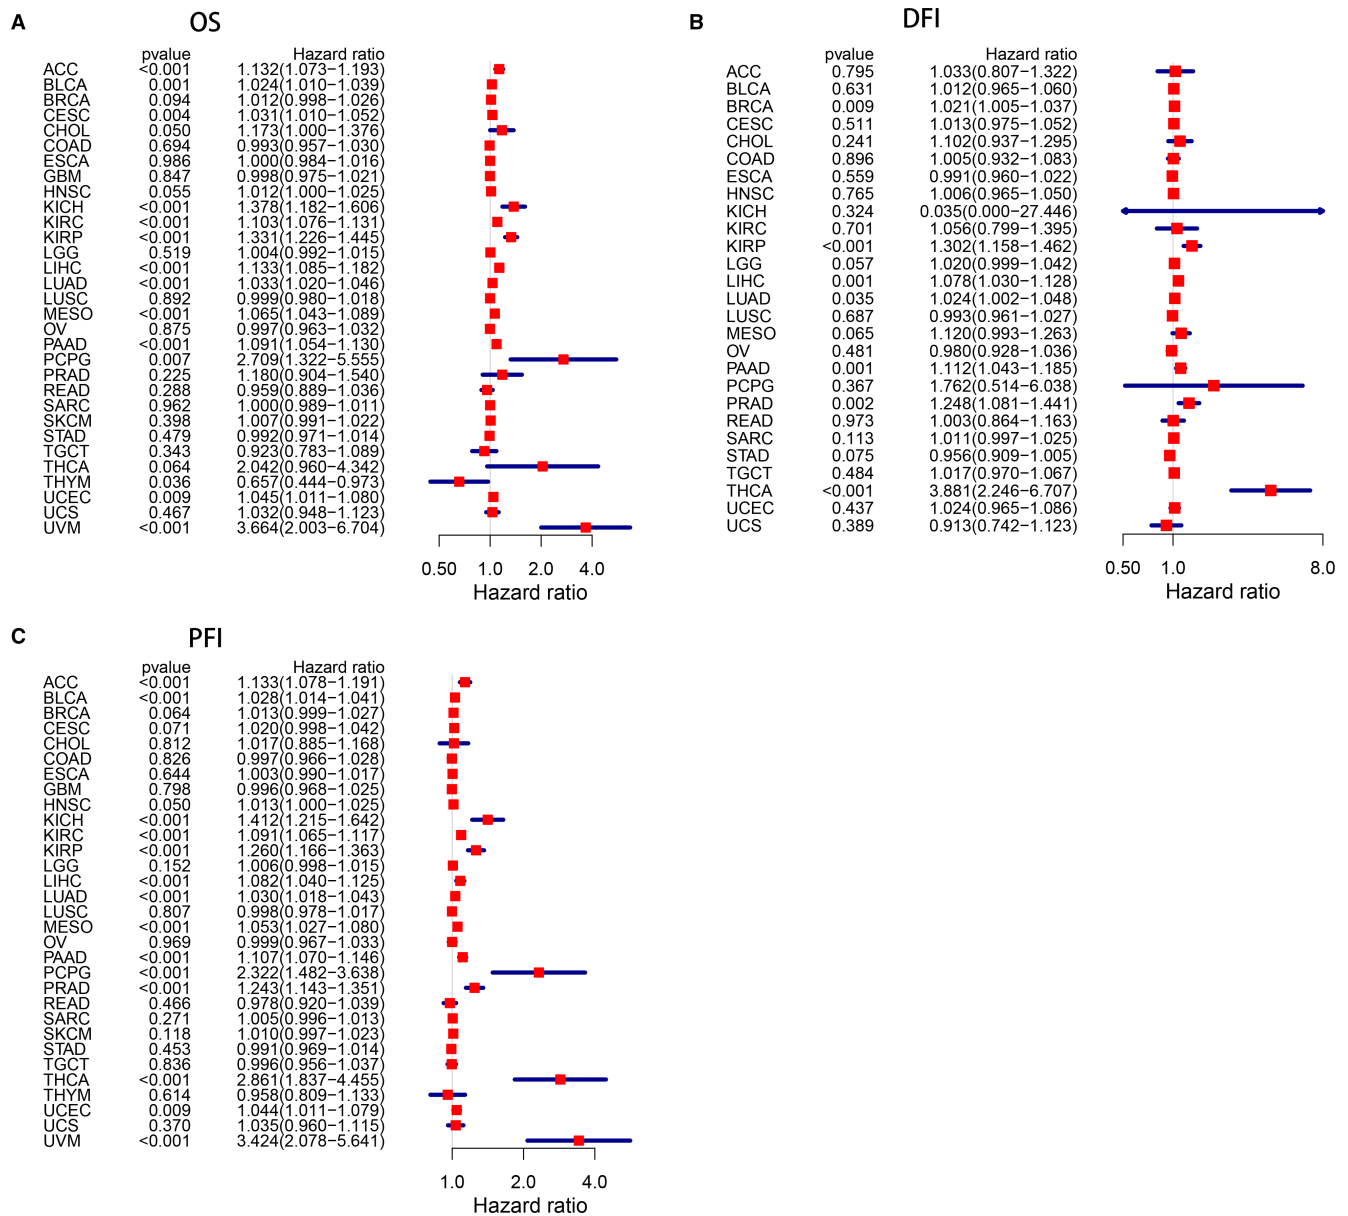 A OS
pvalue Hazard ratio
ACC <0.001 1.132(1.073−1.193)
BLCA 0.001 1.024(1.010−1.039)
BRCA 0.094 1.012(0.998−1.026)
CESC 0.004 1.031(1.010−1.052)
CHOL 0.050 1.173(1.000−1.376)
COAD 0.694 0.993(0.957−1.030)
ESCA 0.986 1.000(0.984−1.016)
GBM 0.847 0.998(0.975−1.021)
HNSC 0.055 1.012(1.000−1.025)
KICH <0.001 1.378(1.182−1.606)
KIRC <0.001 1.103(1.076−1.131)
KIRP <0.001 1.331(1.226−1.445)
LGG 0.519 1.004(0.992−1.015)
LIHC <0.001 1.133(1.085−1.182)
LUAD <0.001 1.033(1.020−1.046)
LUSC 0.892 0.999(0.980−1.018)
MESO <0.001 1.065(1.043−1.089)
OV 0.875 0.997(0.963−1.032)
PAAD <0.001 1.091(1.054−1.130)
PCPG 0.007 2.709(1.322−5.555)
PRAD 0.225 1.180(0.904−1.540)
READ 0.288 0.959(0.889−1.036)
SARC 0.962 1.000(0.989−1.011)
SKCM 0.398 1.007(0.991−1.022)
STAD 0.479 0.992(0.971−1.014)
TGCT 0.343 0.923(0.783−1.089)
THCA 0.064 2.042(0.960−4.342)
THYM 0.036 0.657(0.444−0.973)
UCEC 0.009 1.045(1.011−1.080)
UCS 0.467 1.032(0.948−1.123)
UVM <0.001 3.664(2.003−6.704)
0.50 1.0 2.0 4.0
Hazard ratio
B DFI
pvalue Hazard ratio
ACC 0.795 1.033(0.807−1.322)
BLCA 0.631 1.012(0.965−1.060)
BRCA 0.009 1.021(1.005−1.037)
CESC 0.511 1.013(0.975−1.052)
CHOL 0.241 1.102(0.937−1.295)
COAD 0.896 1.005(0.932−1.083)
ESCA 0.559 0.991(0.960−1.022)
HNSC 0.765 1.006(0.965−1.050)
KICH 0.324 0.035(0.000−27.446)
KIRC 0.701 1.056(0.799−1.395)
KIRP <0.001 1.302(1.158−1.462)
LGG 0.057 1.020(0.999−1.042)
LIHC 0.001 1.078(1.030−1.128)
LUAD 0.035 1.024(1.002−1.048)
LUSC 0.687 0.993(0.961−1.027)
MESO 0.065 1.120(0.993−1.263)
OV 0.481 0.980(0.928−1.036)
PAAD 0.001 1.112(1.043−1.185)
PCPG 0.367 1.762(0.514−6.038)
PRAD 0.002 1.248(1.081−1.441)
READ 0.973 1.003(0.864−1.163)
SARC 0.113 1.011(0.997−1.025)
STAD 0.075 0.956(0.909−1.005)
TGCT 0.484 1.017(0.970−1.067)
THCA <0.001 3.881(2.246−6.707)
UCEC 0.437 1.024(0.965−1.086)
UCS 0.389 0.913(0.742−1.123)
0.50 1.0 8.0
Hazard ratio
C PFI
pvalue Hazard ratio
ACC <0.001 1.133(1.078−1.191)
BLCA <0.001 1.028(1.014−1.041)
BRCA 0.064 1.013(0.999−1.027)
CESC 0.071 1.020(0.998−1.042)
CHOL 0.812 1.017(0.885−1.168)
COAD 0.826 0.997(0.966−1.028)
ESCA 0.644 1.003(0.990−1.017)
GBM 0.798 0.996(0.968−1.025)
HNSC 0.050 1.013(1.000−1.025)
KICH <0.001 1.412(1.215−1.642)
KIRC <0.001 1.091(1.065−1.117)
KIRP <0.001 1.260(1.166−1.363)
LGG 0.152 1.006(0.998−1.015)
LIHC <0.001 1.082(1.040−1.125)
LUAD <0.001 1.030(1.018−1.043)
LUSC 0.807 0.998(0.978−1.017)
MESO <0.001 1.053(1.027−1.080)
OV 0.969 0.999(0.967−1.033)
PAAD <0.001 1.107(1.070−1.146)
PCPG <0.001 2.322(1.482−3.638)
PRAD <0.001 1.243(1.143−1.351)
READ 0.466 0.978(0.920−1.039)
SARC 0.271 1.005(0.996−1.013)
SKCM 0.118 1.010(0.997−1.023)
STAD 0.453 0.991(0.969−1.014)
TGCT 0.836 0.996(0.956−1.037)
THCA <0.001 2.861(1.837−4.455)
THYM 0.614 0.958(0.809−1.133)
UCEC 0.009 1.044(1.011−1.079)
UCS 0.370 1.035(0.960−1.115)
UVM <0.001 3.424(2.078−5.641)
1.0 2.0 4.0
Hazard ratio